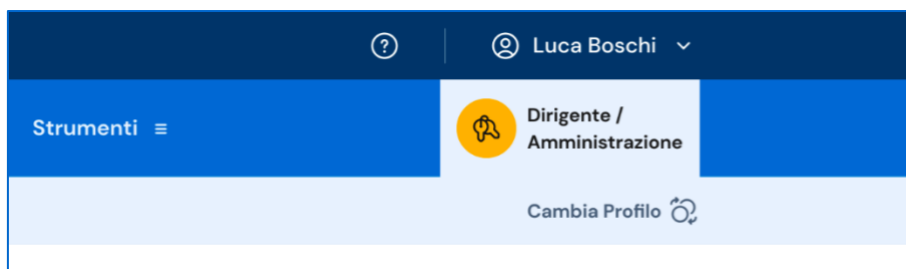 Luca Boschi
Strumenti
Dirigente /
Amministrazione
Cambia Profilo